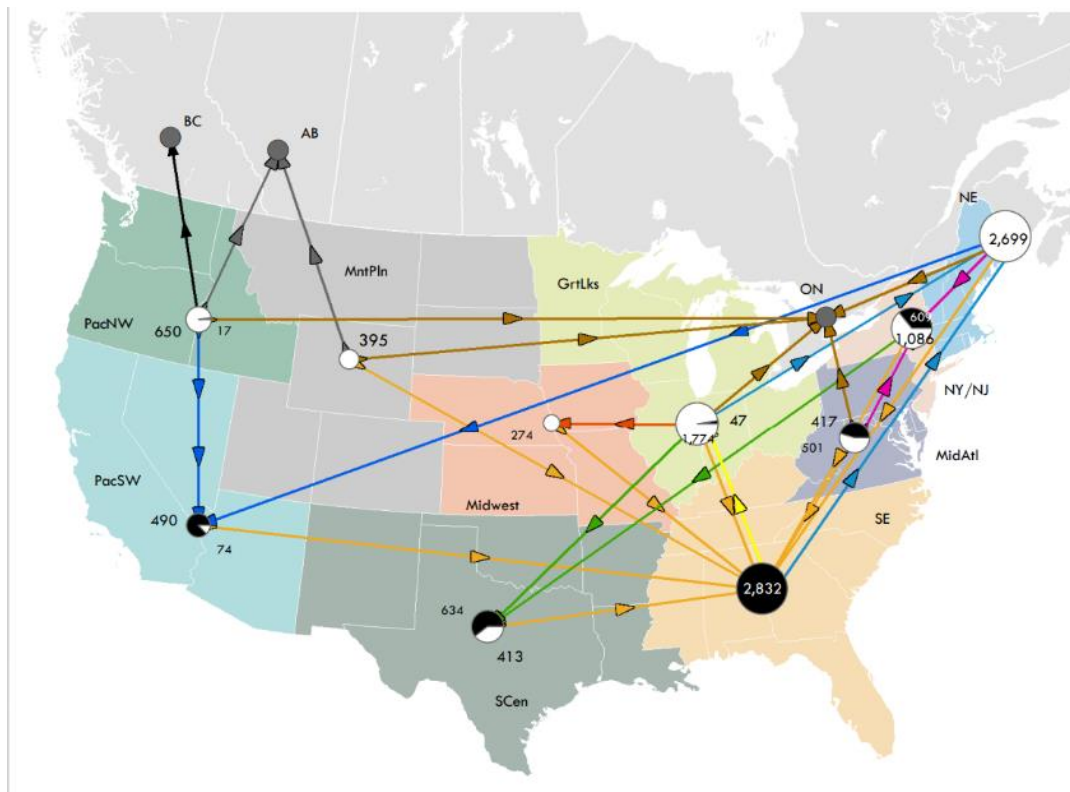 BC
AB
NE
2,699
MntPln
GrtLks
ON
609
PacNW
650
17
395
1,086
NY/NJ
274
1,774
47
417
501
MidAtl
PacSW
490
74
Midwest
SE
2,832
634
413
SCen